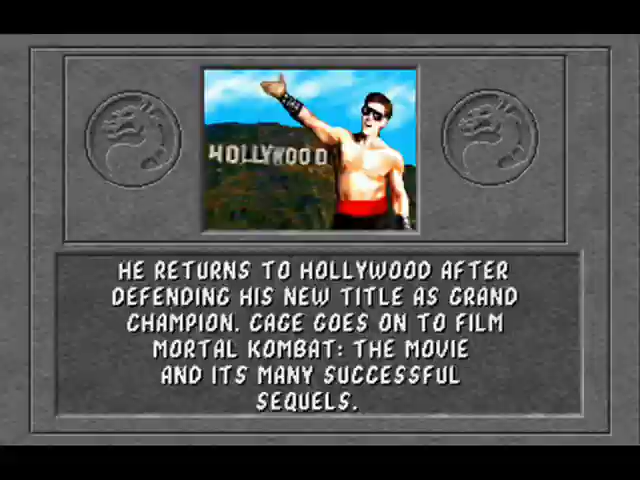 HOLLYWOOD
HE RETURNS TO HOLLYWOOD AFTER
DEFENDING HIS NEW TITLE AS GRAND
CHAMPION. CAGE GOES ON TO FILM
MORTAL KOMBAT: THE MOVIE
AND ITS MANY SUCCESSFUL
SEQUELS.